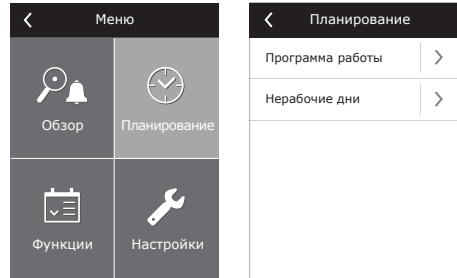 Меню
Обзор
Планирование
Функции
Настройки
Планирование
Программа работы
Нерабочие дни